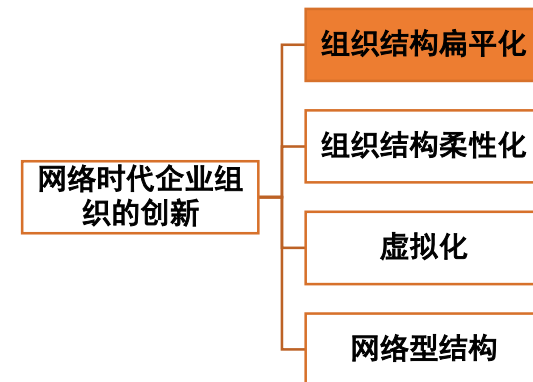 组织结构扁平化
组织结构柔性化
网络时代企业组
织的创新
虚拟化
网络型结构